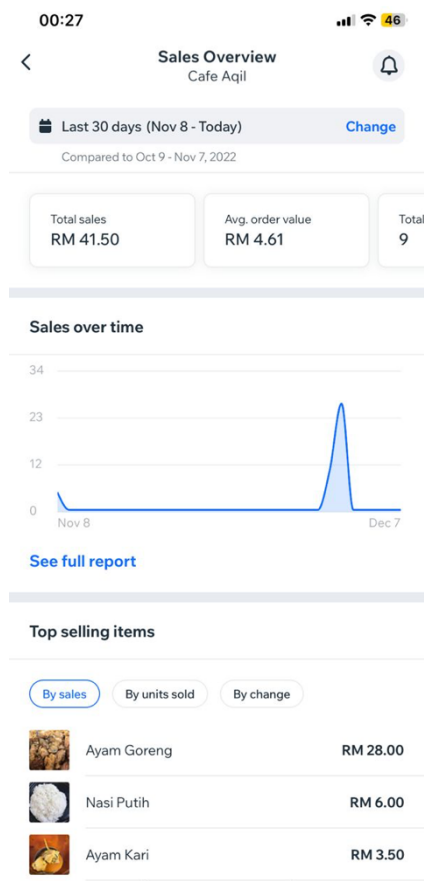 00:27
46
Sales Overview
Cafe Aqil
Last 30 days (Nov 8 - Today)
Change
Compared to Oct 9 - Nov 7, 2022
Total sales
RM 41.50
Avg. order value
RM 4.61
Total
9
Sales over time
34
23
12
0
Nov 8
Dec 7
See full report
Top selling items
By sales
By units sold
By change
Ayam Goreng
RM 28.00
Nasi Putih
RM 6.00
Ayam Kari
RM 3.50